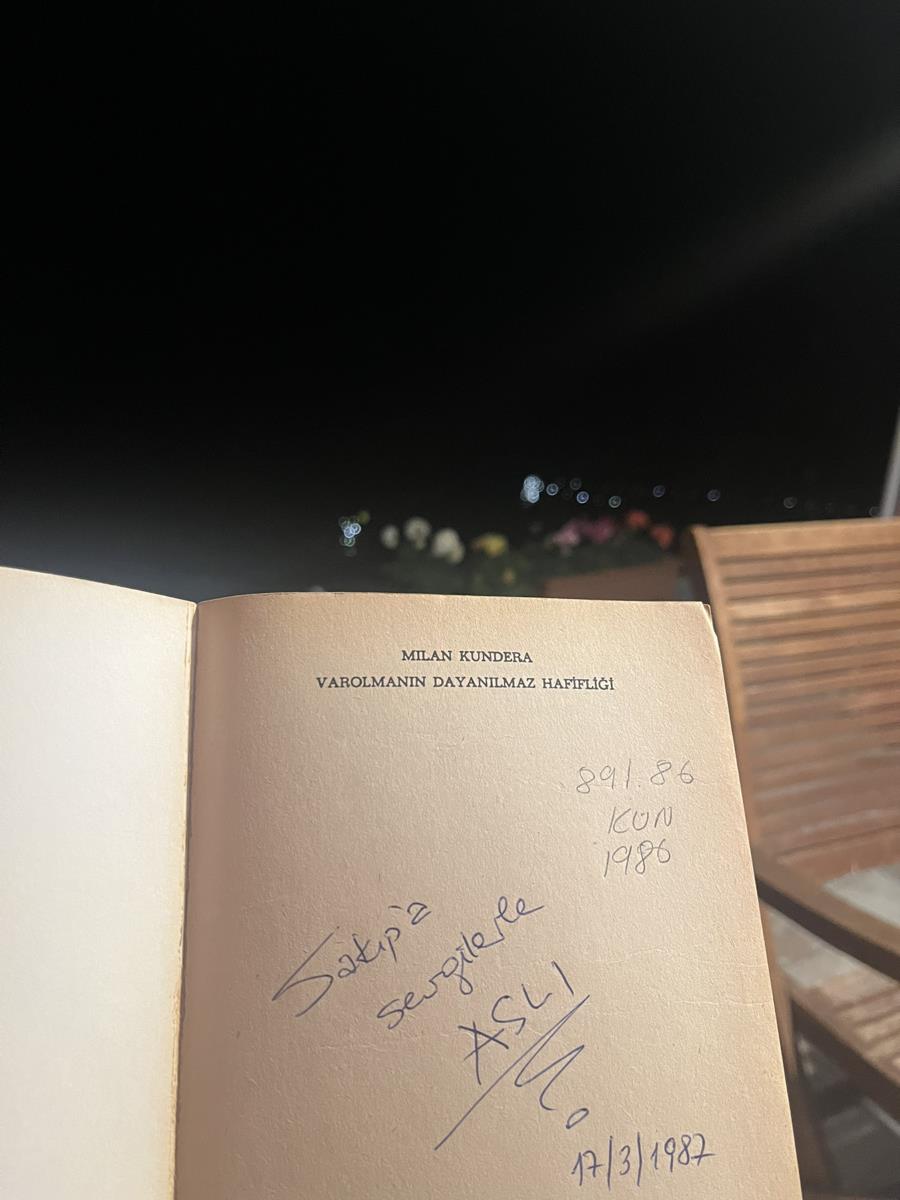 MILAN KUNDERA
VAROLMANIN DAYANILMAZ HAFİFLİĞİ
891.86
KUN
1986
Sakıp'a
sevgilerle
ASLI
17/3/1987